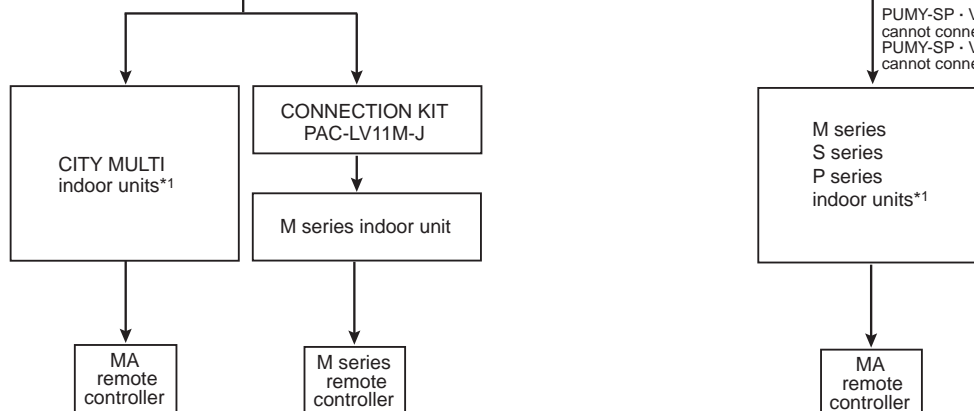 PUMY-SP · V
cannot conne
PUMY-SP · V
cannot conne
CITY MULTI
indoor units*1
CONNECTION KIT
PAC-LV11M-J
M series indoor unit
M series
S series
P series
indoor units*1
MA
remote
controller
M series
remote
controller
MA
remote
controller